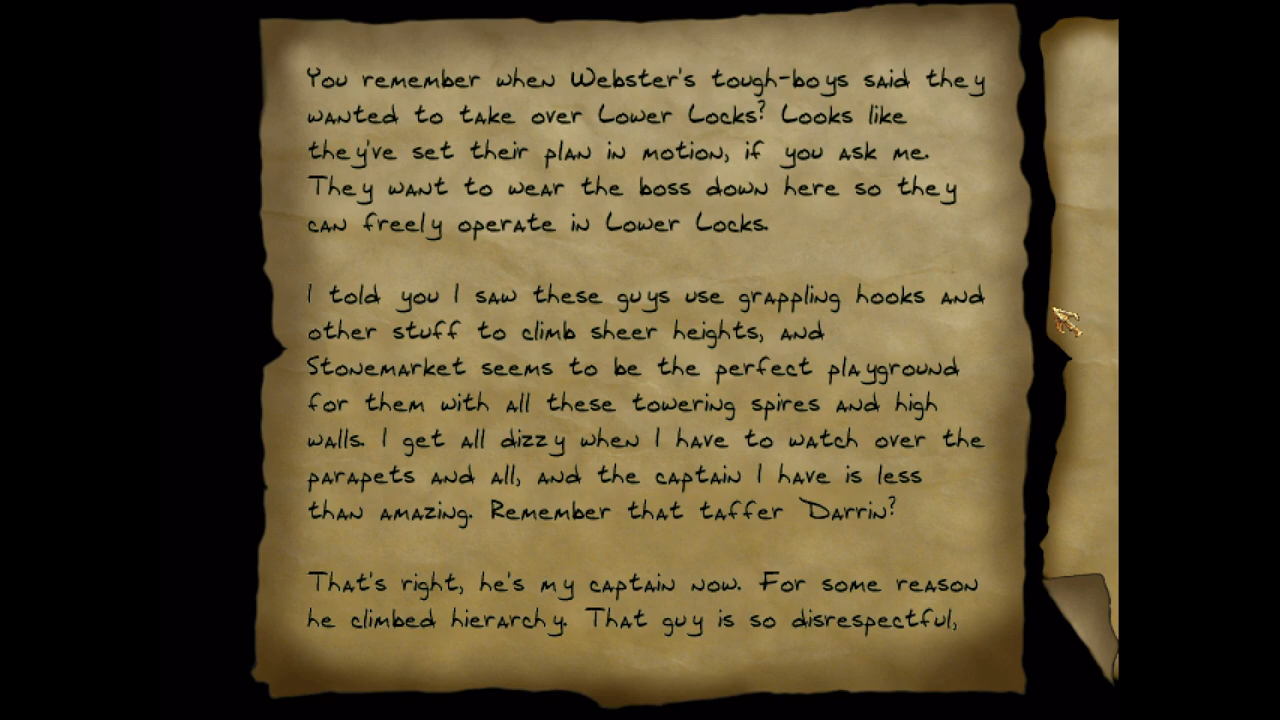 You remember when Webster's tough-boys said they
wanted to take over Lower Locks? Looks like
they've set their plan in motion, if you ask me.
They want to wear the boss down here so they
can freely operate in Lower Locks.
I told you I saw these guys use grappling hooks and
other stuff to climb sheer heights, and
Stonemarket seems to be the perfect playground
for them with all these towering spires and high
walls. I get all dizzy when I have to watch over the
parapets and all, and the captain I have is less
than amazing. Remember that taffer Darrin?
That's right, he's my captain now. For some reason
he climbed hierarchy. That guy is so disrespectful,